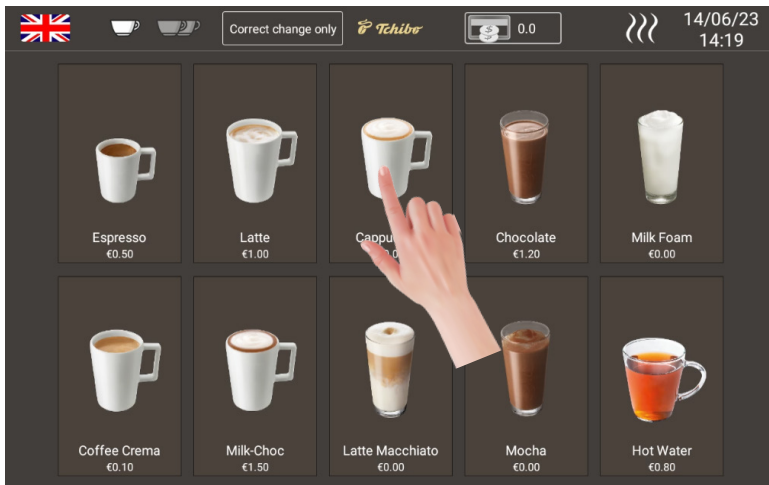 Correct change only
Tchibo
0.0
14/06/23
14:19
Espresso
€0.50
Latte
€1.00
Chocolate
€1.20
Milk Foam
€0.00
Coffee Crema
€0.10
Milk-Choc
€1.50
Latte Macchiato
€0.00
Mocha
€0.00
Hot Water
€0.80